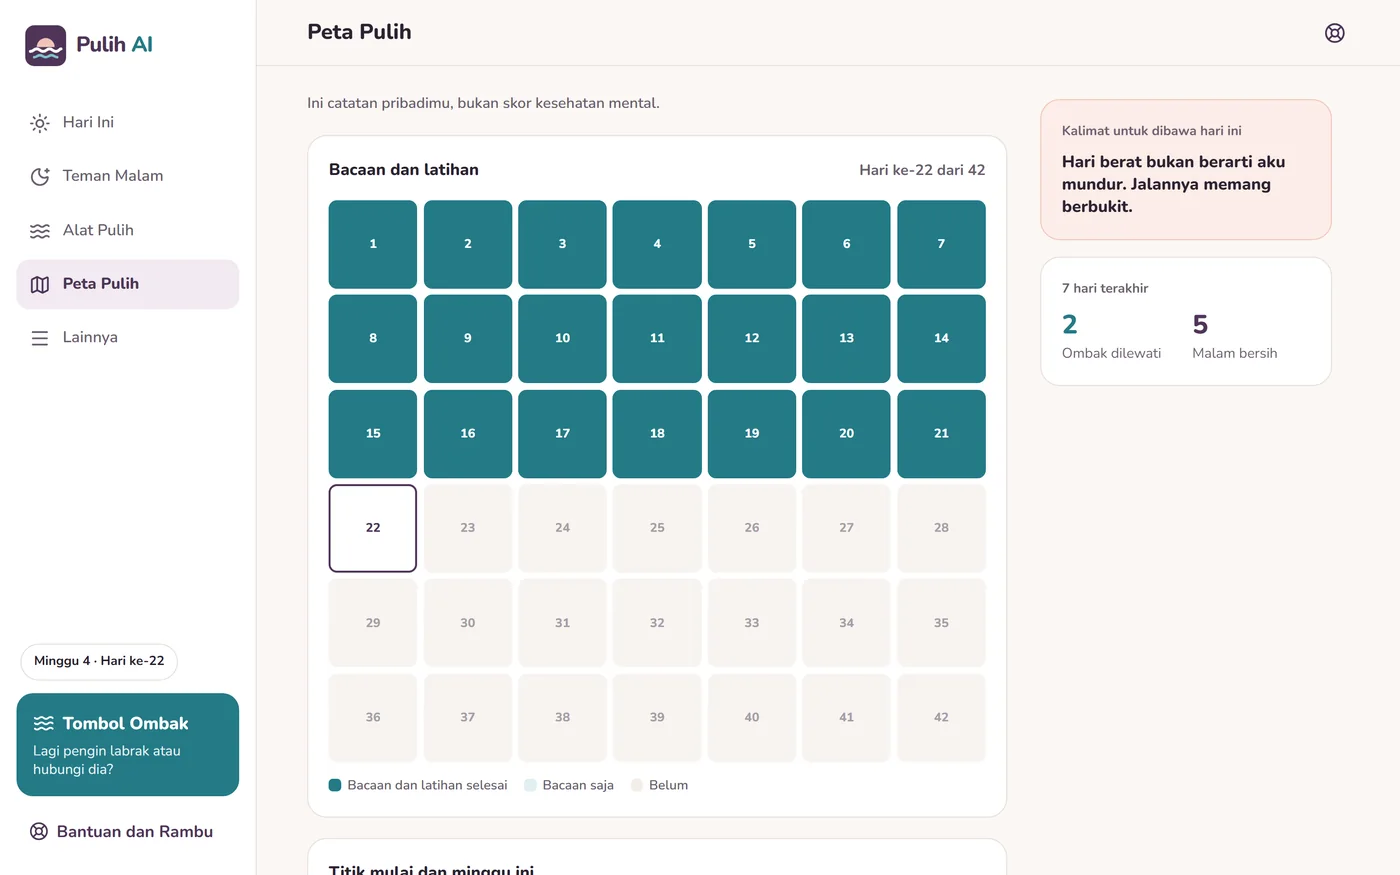 Pulih AI
Hari Ini
Teman Malam
Alat Pulih
Peta Pulih
Lainnya
Minggu 4 · Hari ke-22
Tombol Ombak
Lagi pengin labrak atau
hubungi dia?
Bantuan dan Rambu
Peta Pulih
Ini catatan pribadimu, bukan skor kesehatan mental.
Bacaan dan latihan
Hari ke-22 dari 42
1 2 3 4 5 6 7
8 9 10 11 12 13 14
15 16 17 18 19 20 21
22 23 24 25 26 27 28
29 30 31 32 33 34 35
36 37 38 39 40 41 42
Bacaan dan latihan selesai
Bacaan saja
Belum
Titik mulai dan minggu ini
Kalimat untuk dibawa hari ini
Hari berat bukan berarti aku
mundur. Jalannya memang
berbukit.
7 hari terakhir
2
Ombak dilewati
5
Malam bersih